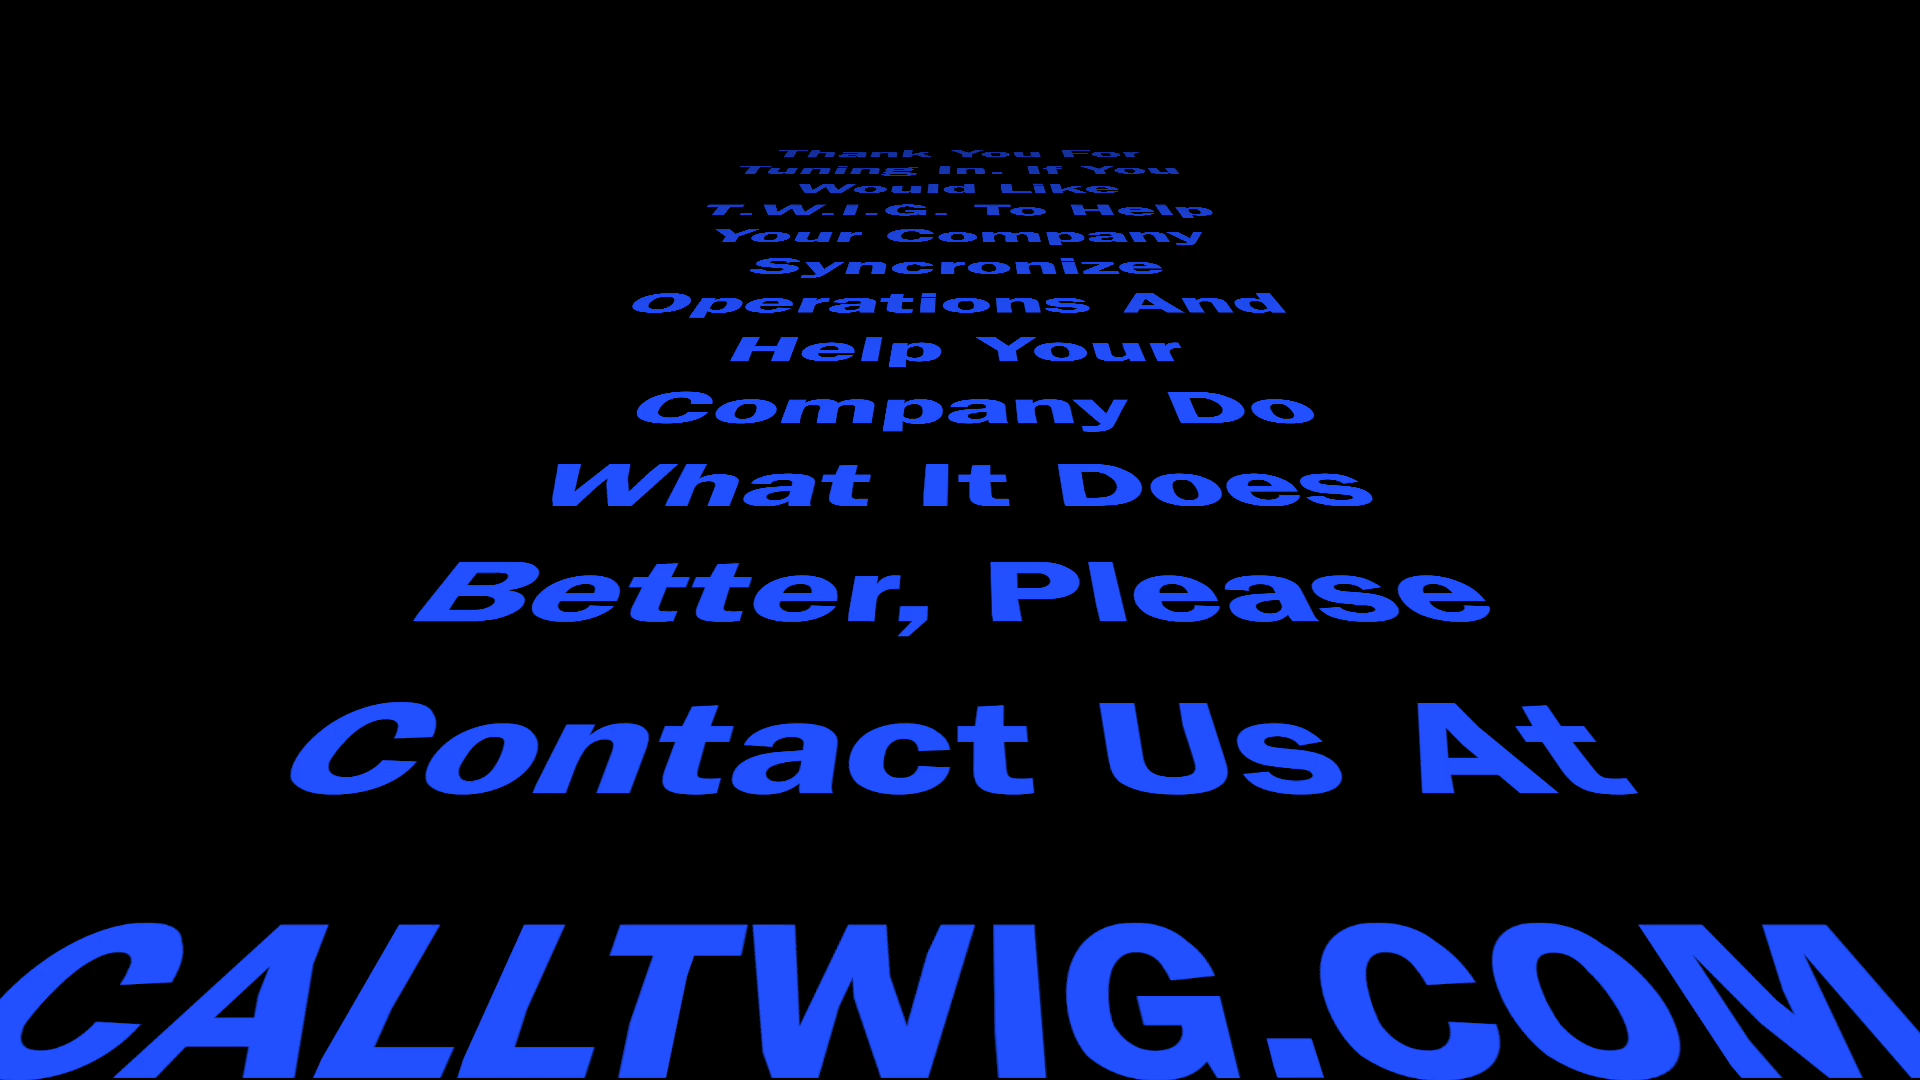 Thank You For
Tuning In. If You
Would Like
T.W.I.G. To Help
Your Company
Syncronize
Operations And
Help Your
Company Do
What It Does
Better, Please
Contact Us At
CALLTWIG.COM